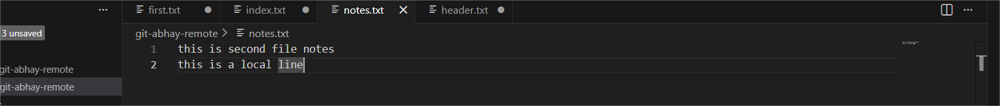 first.txt index.txt notes.txt header.txt
3 unsaved
git-abhay-remote > notes.txt
1 this is second file notes
2 this is a local line
git-abhay-remote
git-abhay-remote